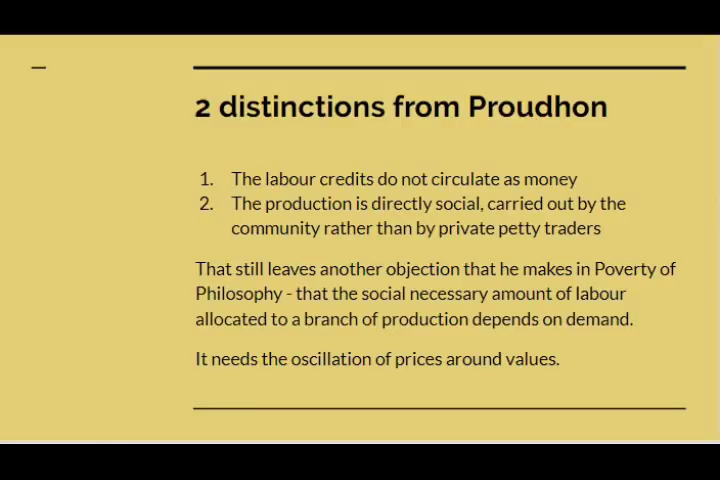 2 distinctions from Proudhon
1. The labour credits do not circulate as money
2. The production is directly social, carried out by the
community rather than by private petty traders
That still leaves another objection that he makes in Poverty of
Philosophy - that the social necessary amount of labour
allocated to a branch of production depends on demand.
It needs the oscillation of prices around values.